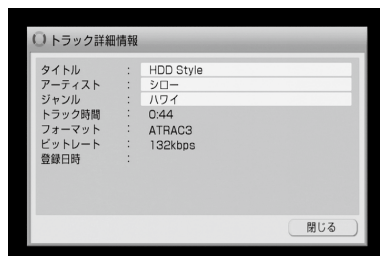 トラック詳細情報
タイトル : HDD Style
アーティスト : シロー
ジャンル : ハワイ
トラック時間 : 0:44
フォーマット : ATRAC3
ビットレート : 132kbps
登録日時 :
閉じる